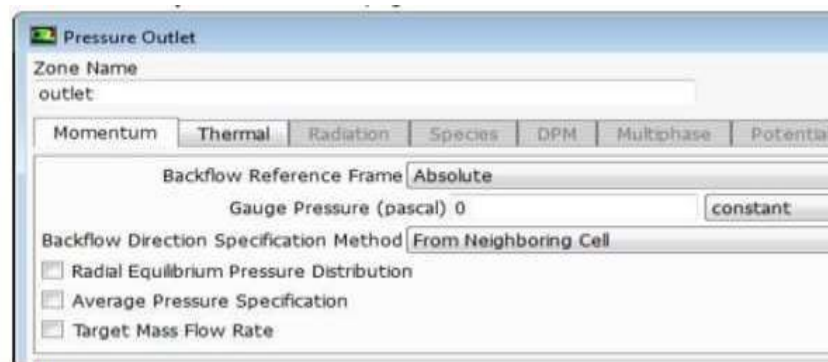 Pressure Outlet
Zone Name
outlet
Momentum Thermal Radiation Species DPM Multiphase Potentia
Backflow Reference Frame Absolute
Gauge Pressure (pascal) 0 constant
Backflow Direction Specification Method From Neighboring Cell
Radial Equilibrium Pressure Distribution
Average Pressure Specification
Target Mass Flow Rate